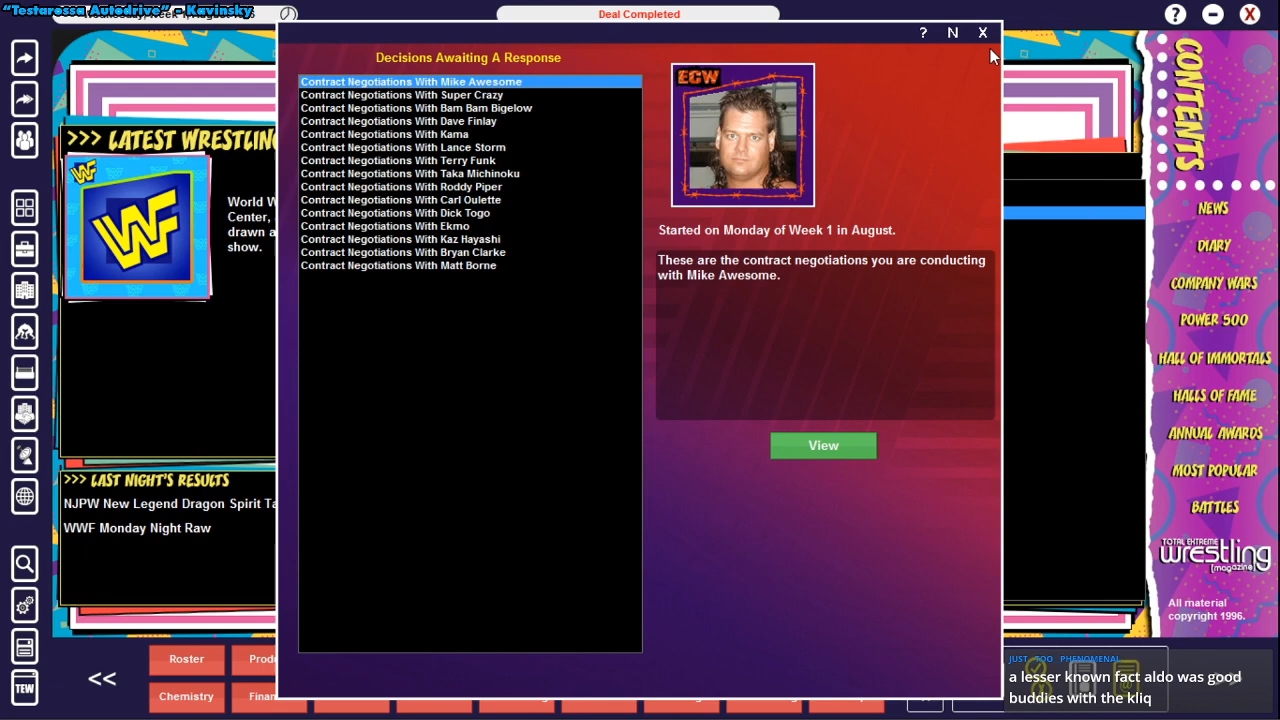 "Testarossa Autodrive" - Kavinsky
Deal Completed
? N X
Decisions Awaiting A Response
Contract Negotiations With Mike Awesome
Contract Negotiations With Super Crazy
Contract Negotiations With Bam Bam Bigelow
Contract Negotiations With Dave Finlay
Contract Negotiations With Kama
Contract Negotiations With Lance Storm
Contract Negotiations With Terry Funk
Contract Negotiations With Taka Michinoku
Contract Negotiations With Roddy Piper
Contract Negotiations With Carl Oulette
Contract Negotiations With Dick Togo
Contract Negotiations With Ekmo
Contract Negotiations With Kaz Hayashi
Contract Negotiations With Bryan Clarke
Contract Negotiations With Matt Borne
ECW
Started on Monday of Week 1 in August.
These are the contract negotiations you are conducting
with Mike Awesome.
View
>>> LATEST WRESTLING
World W
Center,
drawn a
show.
>>> LAST NIGHT'S RESULTS
NJPW New Legend Dragon Spirit Ta
WWF Monday Night Raw
CONTENTS
NEWS
DIARY
COMPANY WARS
POWER 500
HALL OF IMMORTALS
HALLS OF FAME
ANNUAL AWARDS
MOST POPULAR
BATTLES
TOTAL EXTREME
wrestling
[magazine]
All material
copyright 1996.
TEW
<<
Roster
Prod
Chemistry
Finan
JUST TOO PHENOMENAL
a lesser known fact aldo was good
buddies with the kliq